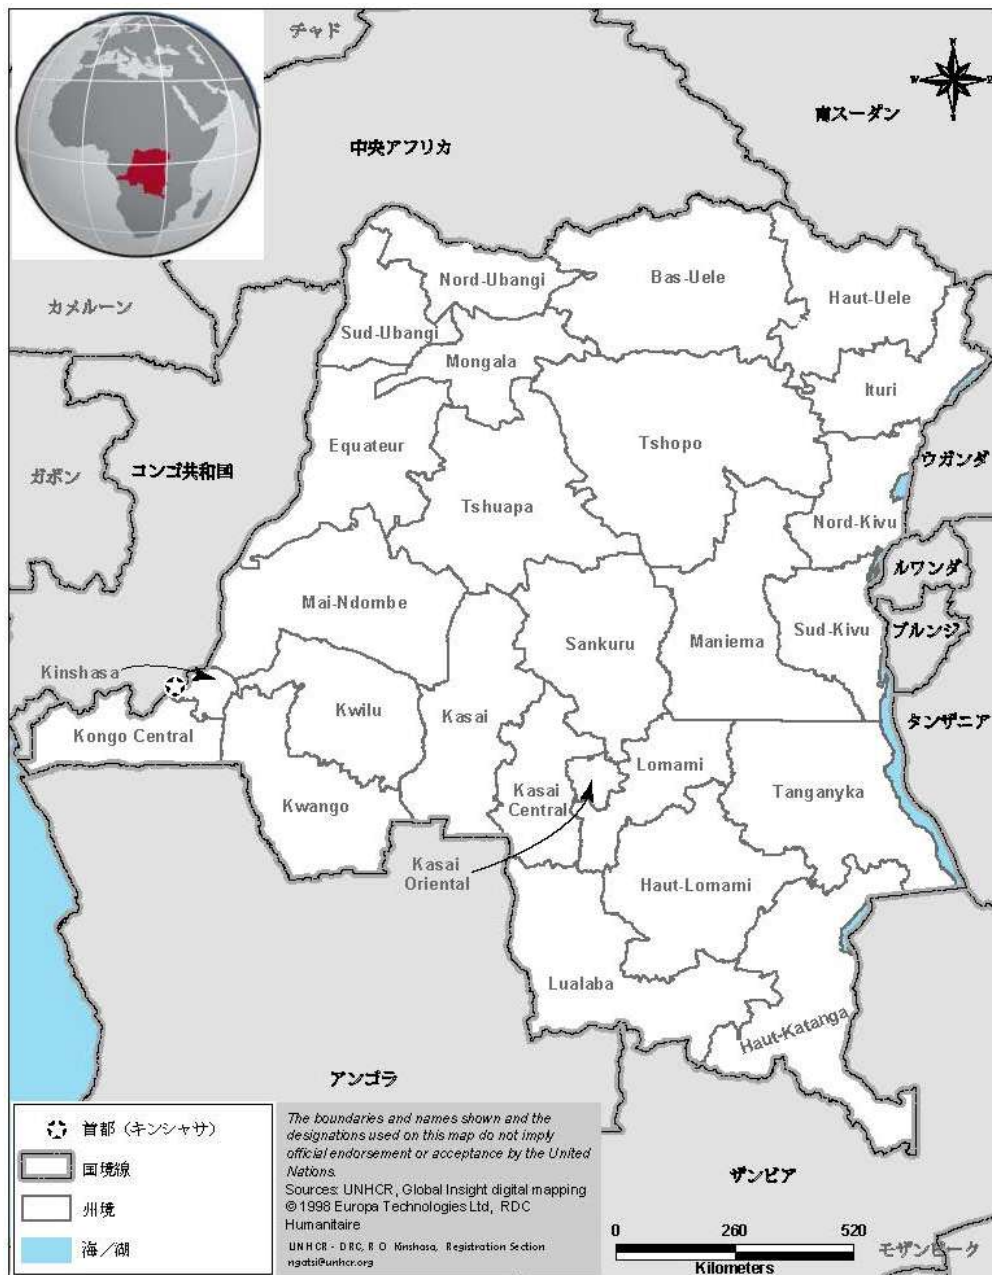 チャド
N
W
E
S
南スーダン
中央アフリカ
Nord-Ubangi
Bas-Uele
Haut-Uele
カメルーン
Sud-Ubangi
Mongala
Ituri
Equateur
Tshopo
ガボン
コンゴ共和国
ウガンダ
Tshuapa
Nord-Kivu
ルワンダ
Mai-Ndombe
Sankuru
Maniema
Sud-Kivu
ブルンジ
Kinshasa
Kwilu
Kasai
タンザニア
Kongo Central
Lomami
Kasai
Central
Tanganyka
Kwango
Kasai
Oriental
Haut-Lomami
Lualaba
Haut-Katanga
アンゴラ
首都（キンシャサ）
国境線
州境
海／湖
The boundaries and names shown and the
designations used on this map do not imply
official endorsement or acceptance by the United
Nations.
Sources: UNHCR, Global Insight digital mapping
© 1998 Europa Technologies Ltd, RDC
Humanitaire
UNHCR - DRC, R O Kinshasa, Registration Section
ngatsi@unhcr.org
ザンビア
0 260 520
Kilometers
モザンビーク